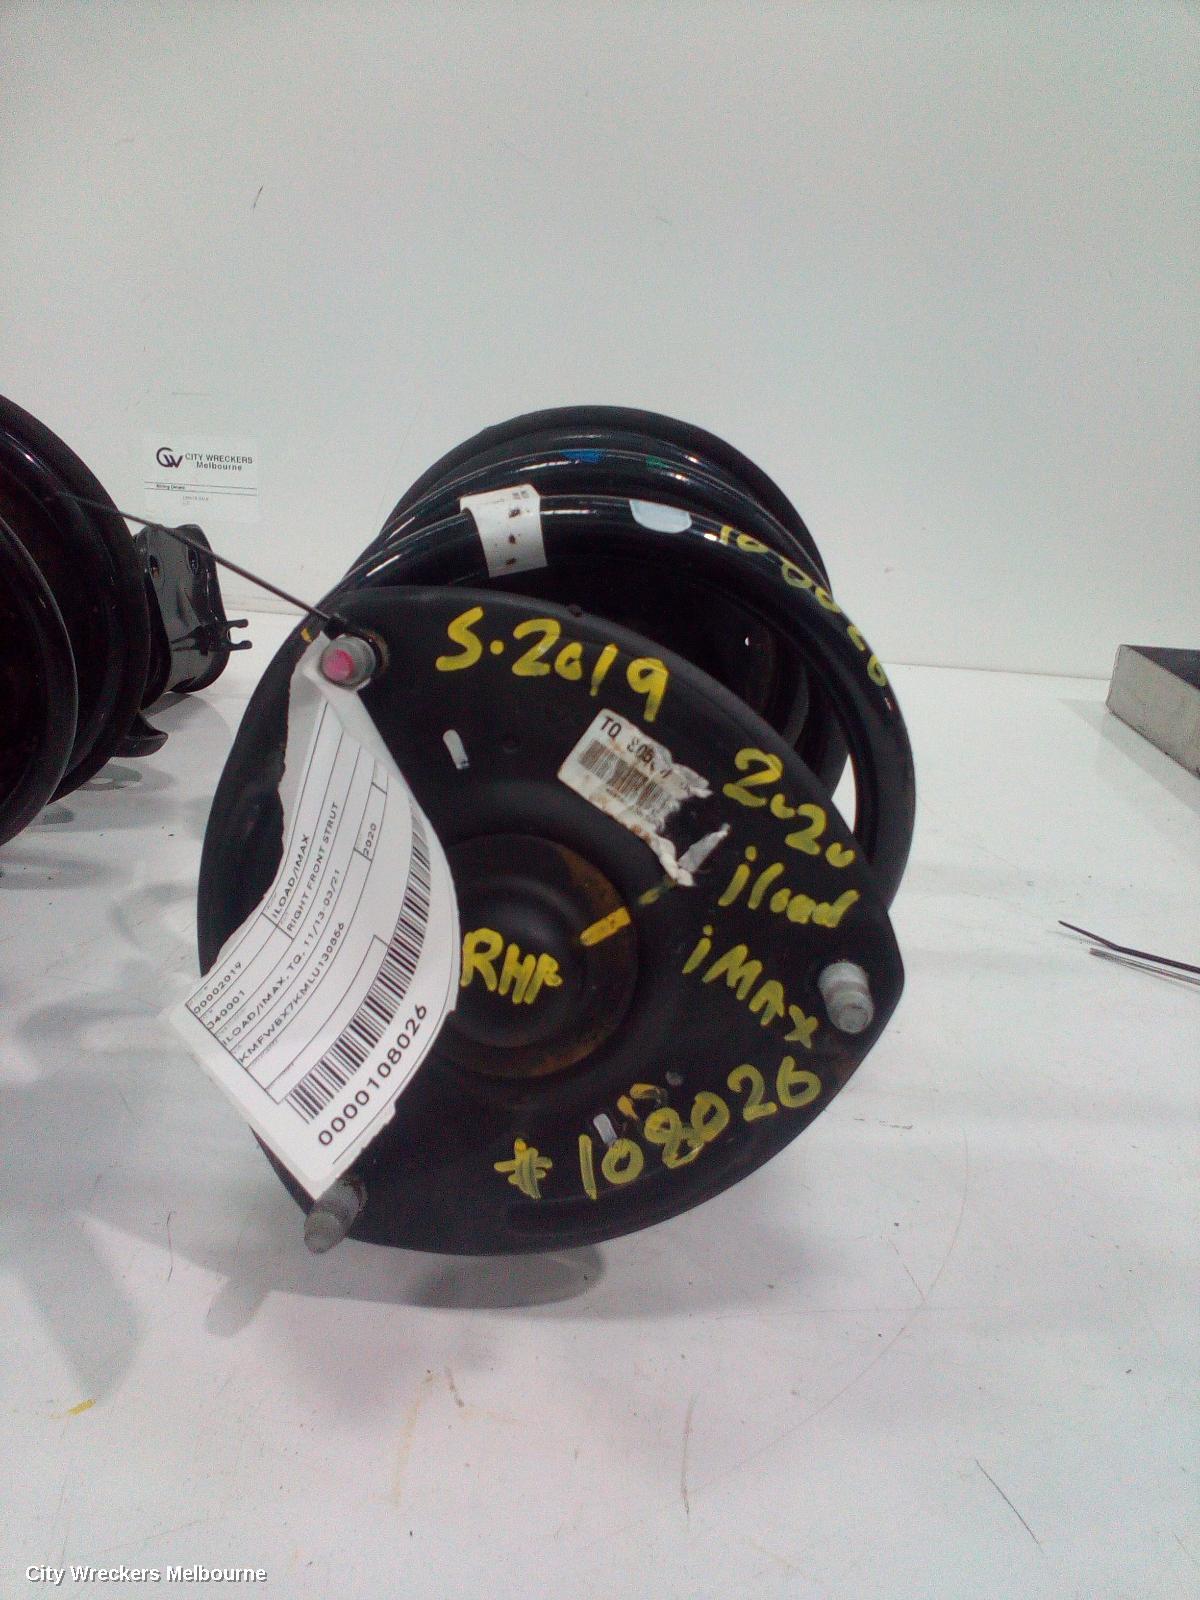 CITY WRECKERS
Melbourne
S.2019
TQ
2020
iload
iMAX
RHF
*108026
ILOAD/IMAX
RIGHT FRONT STRUT
2020
00002019
ILOAD/IMAX, TQ, 11/13-03/21
KMFWBX7KMLU130856
0000108026
City Wreckers Melbourne